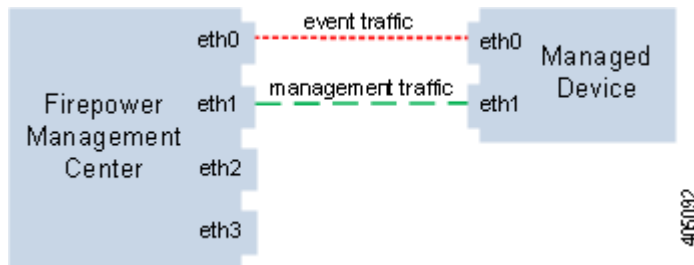 event traffic
eth0
eth0
Managed
Device
management traffic
eth1
eth1
Firepower
Management
Center
eth2
eth3
405092